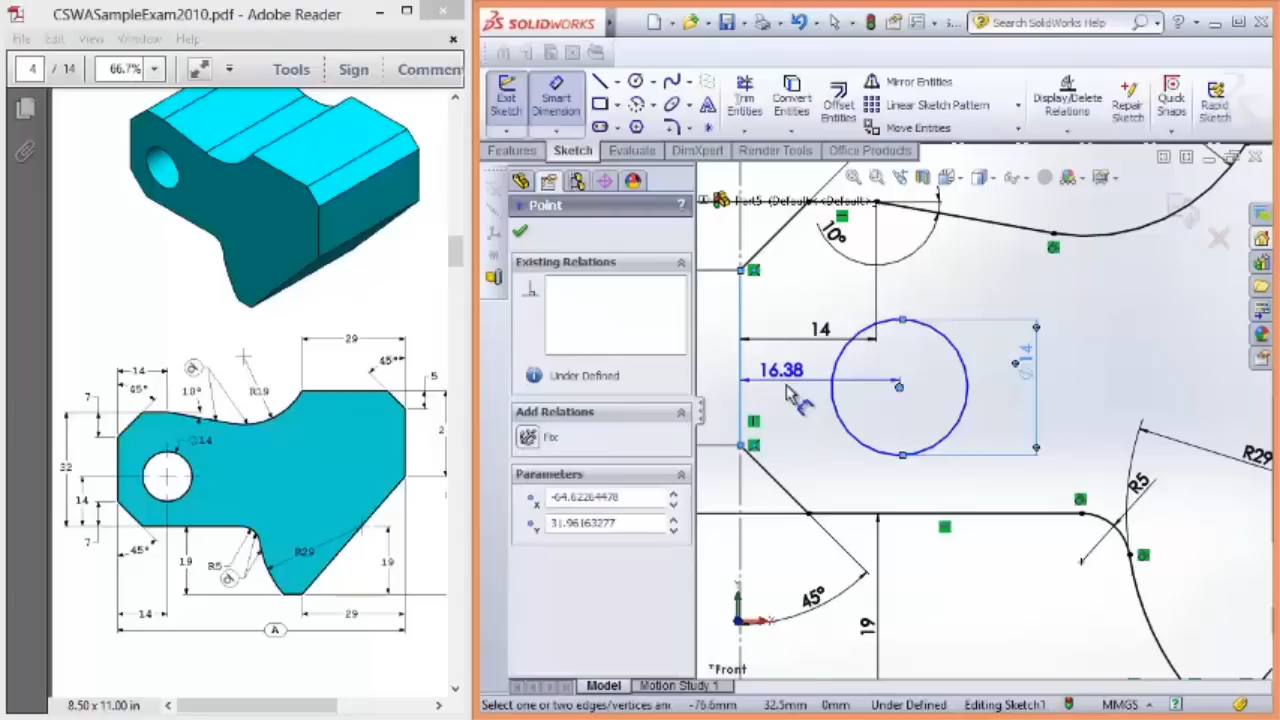 CSWASampleExam2010.pdf - Adobe Reader
File Edit View Window Help
4 / 14 66.7% Tools Sign Commen
29
14
45°
45°
5
10°
R19
7
2
Ø14
32
14
7
45°
R5
19
R29
19
14
29
A
8.50 x 11.00 in
SOLIDWORKS
s... Search SolidWorks Help
Exit Sketch
Smart Dimension
Trim Entities
Convert Entities
Offset Entities
Mirror Entities
Linear Sketch Pattern
Move Entities
Display/Delete Relations
Repair Sketch
Quick Snaps
Rapid Sketch
Features Sketch Evaluate DimXpert Render Tools Office Products
Point ?
Existing Relations
Under Defined
Add Relations
Fix
Parameters
X -64.62264478
Y 31.96163277
Part5 (Default<<Default>
10°
14
16.38
Ø14
R29
R5
45°
19
*Front
Model Motion Study 1
Select one or two edges/vertices an -76.6mm 32.5mm 0mm Under Defined Editing Sketch1 MMGS